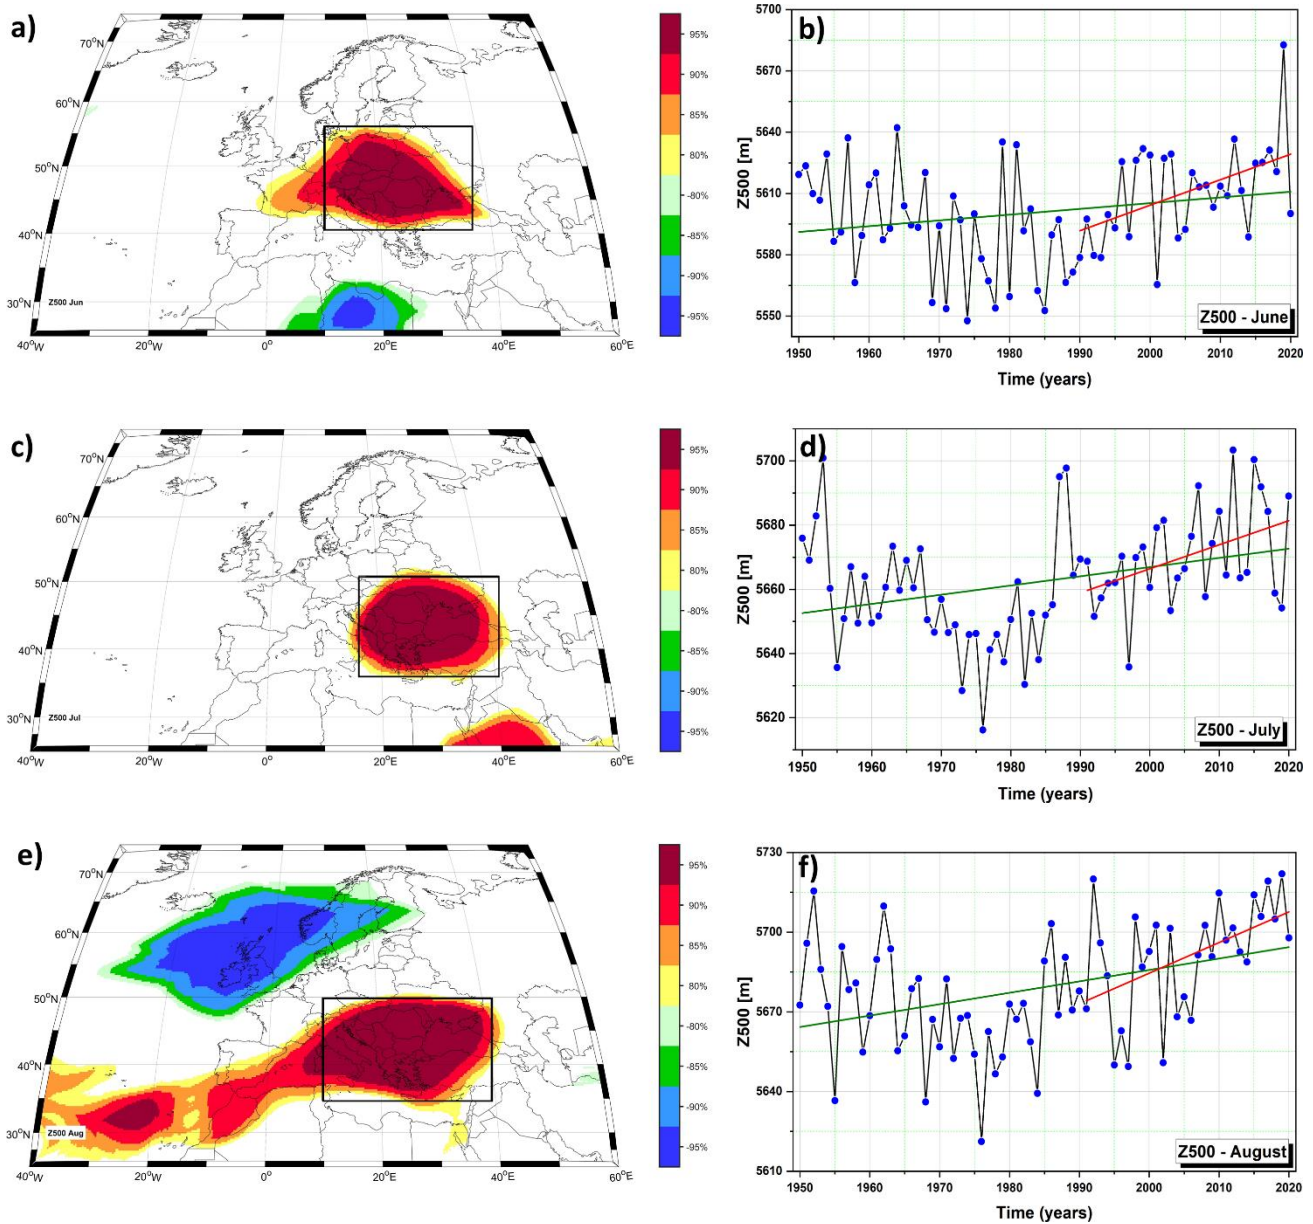 a)
70°N
60°N
50°N
40°N
30°N
Z500 Jun
40°W
20°W
0°
20°E
40°E
60°E
95%
90%
85%
80%
-80%
-85%
-90%
-95%
b)
5700
5670
5640
5610
5580
5550
Z500 [m]
Z500 - June
1950 1960 1970 1980 1990 2000 2010 2020
Time (years)
c)
70°N
60°N
50°N
40°N
30°N
Z500 Jul
40°W
20°W
0°
20°E
40°E
60°E
95%
90%
85%
80%
-80%
-85%
-90%
-95%
d)
5700
5680
5660
5640
5620
Z500 [m]
Z500 - July
1950 1960 1970 1980 1990 2000 2010 2020
Time (years)
e)
70°N
60°N
50°N
40°N
30°N
Z500 Aug
40°W
20°W
0°
20°E
40°E
60°E
95%
90%
85%
80%
-80%
-85%
-90%
-95%
f)
5730
5700
5670
5640
5610
Z500 [m]
Z500 - August
1950 1960 1970 1980 1990 2000 2010 2020
Time (years)